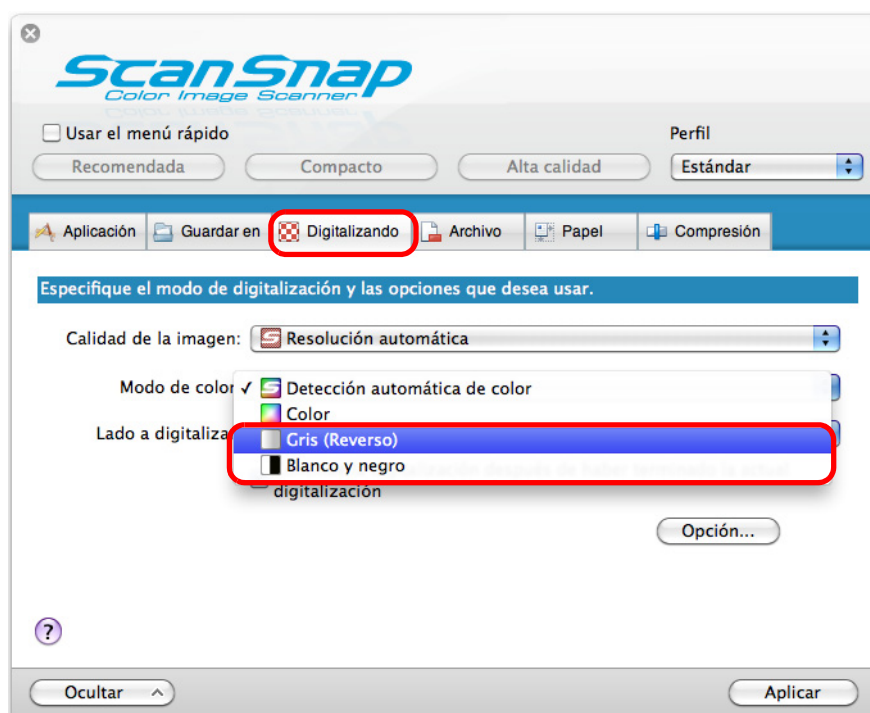 ScanSnap
Color Image Scanner
Usar el menú rápido
Perfil
Recomendada Compacto Alta calidad Estándar
Aplicación Guardar en Digitalizando Archivo Papel Compresión
Especifique el modo de digitalización y las opciones que desea usar.
Calidad de la imagen: Resolución automática
Modo de color ✓ Detección automática de color
Color
Lado a digitaliza
Gris (Reverso)
Blanco y negro
digitalización
Opción...
?
Ocultar Aplicar